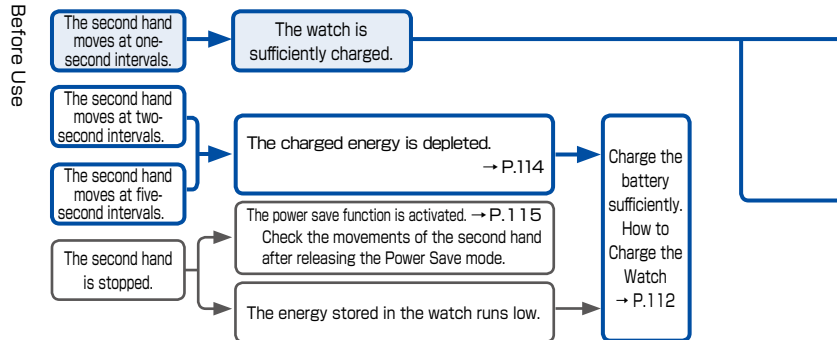 Before Use
The second hand
moves at one-
second intervals.
The watch is
sufficiently charged.
The second hand
moves at two-
second intervals.
The second hand
moves at five-
second intervals.
The charged energy is depleted.
→ P.114
The second hand
is stopped.
The power save function is activated. → P.115
Check the movements of the second hand
after releasing the Power Save mode.
The energy stored in the watch runs low.
Charge the
battery
sufficiently.
How to
Charge the
Watch
→ P.112